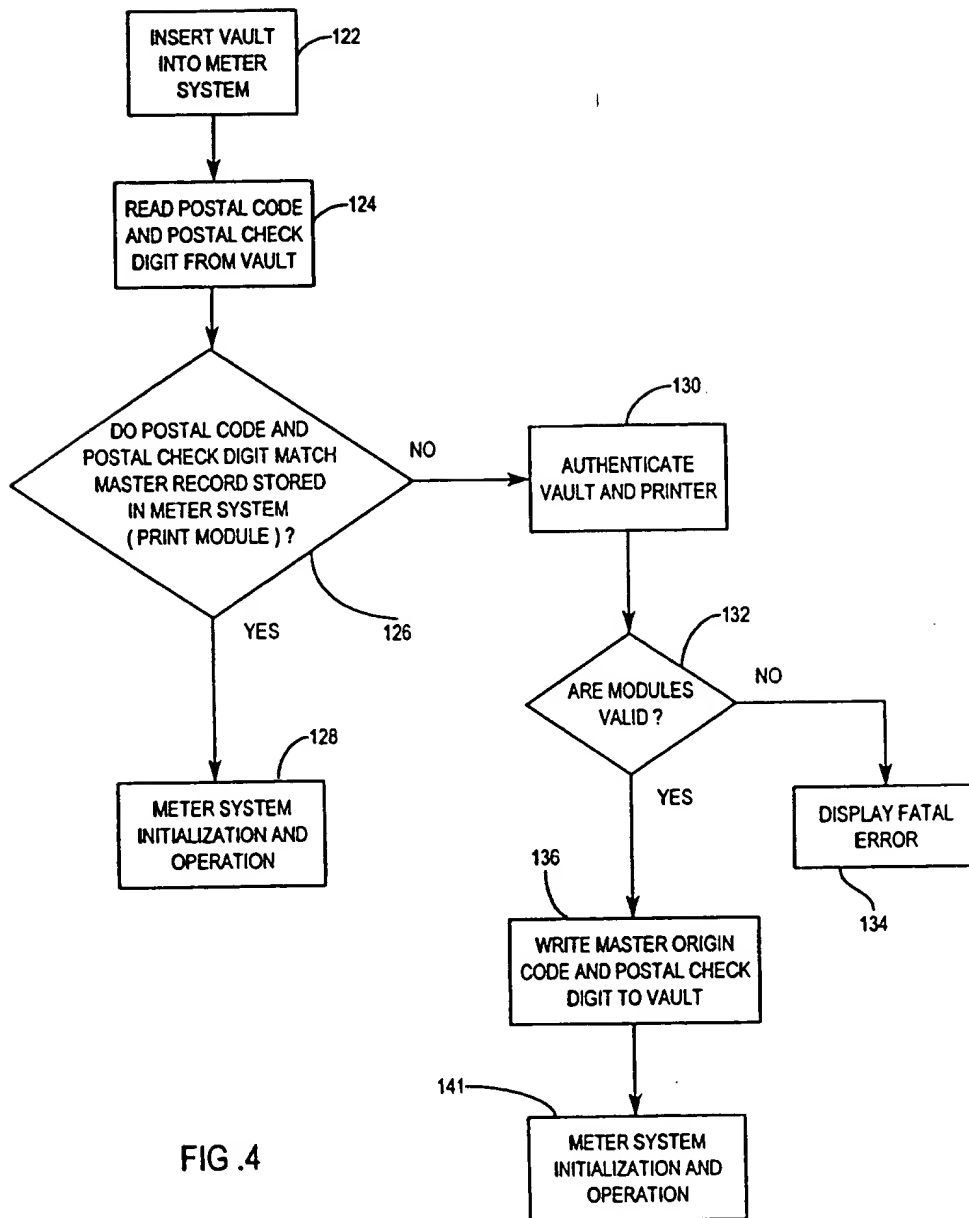 INSERT VAULT
INTO METER
SYSTEM
122
READ POSTAL CODE
AND POSTAL CHECK
DIGIT FROM VAULT
124
DO POSTAL CODE AND
POSTAL CHECK DIGIT MATCH
MASTER RECORD STORED
IN METER SYSTEM
( PRINT MODULE ) ?
126
NO
YES
130
AUTHENTICATE
VAULT AND PRINTER
132
ARE MODULES
VALID ?
NO
YES
128
METER SYSTEM
INITIALIZATION AND
OPERATION
DISPLAY FATAL
ERROR
134
136
WRITE MASTER ORIGIN
CODE AND POSTAL CHECK
DIGIT TO VAULT
141
METER SYSTEM
INITIALIZATION AND
OPERATION
FIG .4